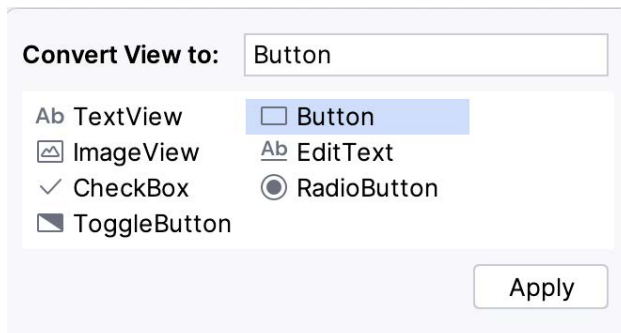 Convert View to: Button
Ab TextView Button
ImageView Ab EditText
CheckBox RadioButton
ToggleButton
Apply